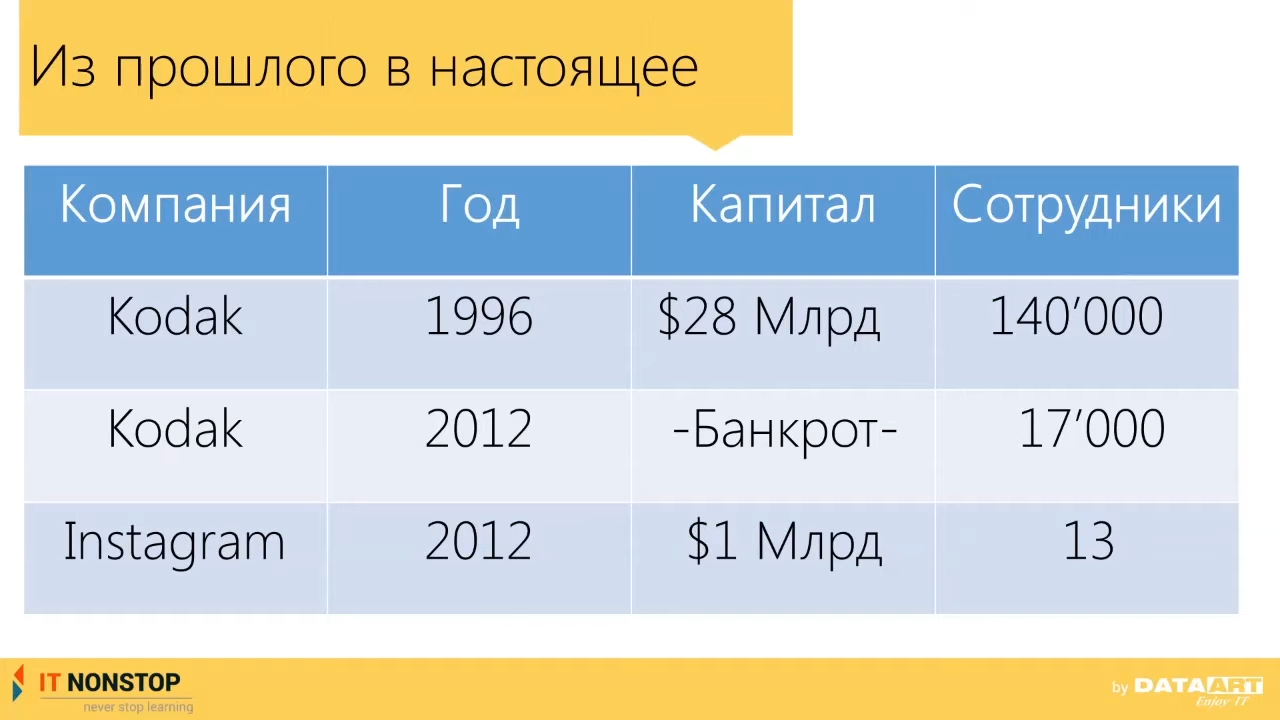 Из прошлого в настоящее
Компания Год Капитал Сотрудники
Kodak 1996 $28 Млрд 140’000
Kodak 2012 -Банкрот- 17’000
Instagram 2012 $1 Млрд 13
IT NONSTOP
never stop learning
by DATAART
Enjoy IT